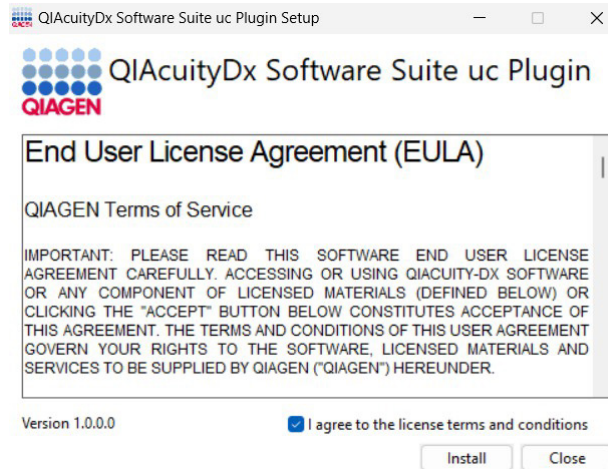 QIAcuityDx Software Suite uc Plugin Setup
QIAGEN
QIAcuityDx Software Suite uc Plugin
End User License Agreement (EULA)
QIAGEN Terms of Service
IMPORTANT: PLEASE READ THIS SOFTWARE END USER LICENSE
AGREEMENT CAREFULLY. ACCESSING OR USING QIACUITY-DX SOFTWARE
OR ANY COMPONENT OF LICENSED MATERIALS (DEFINED BELOW) OR
CLICKING THE "ACCEPT" BUTTON BELOW CONSTITUTES ACCEPTANCE OF
THIS AGREEMENT. THE TERMS AND CONDITIONS OF THIS USER AGREEMENT
GOVERN YOUR RIGHTS TO THE SOFTWARE, LICENSED MATERIALS AND
SERVICES TO BE SUPPLIED BY QIAGEN ("QIAGEN") HEREUNDER.
Version 1.0.0.0
I agree to the license terms and conditions
Install
Close